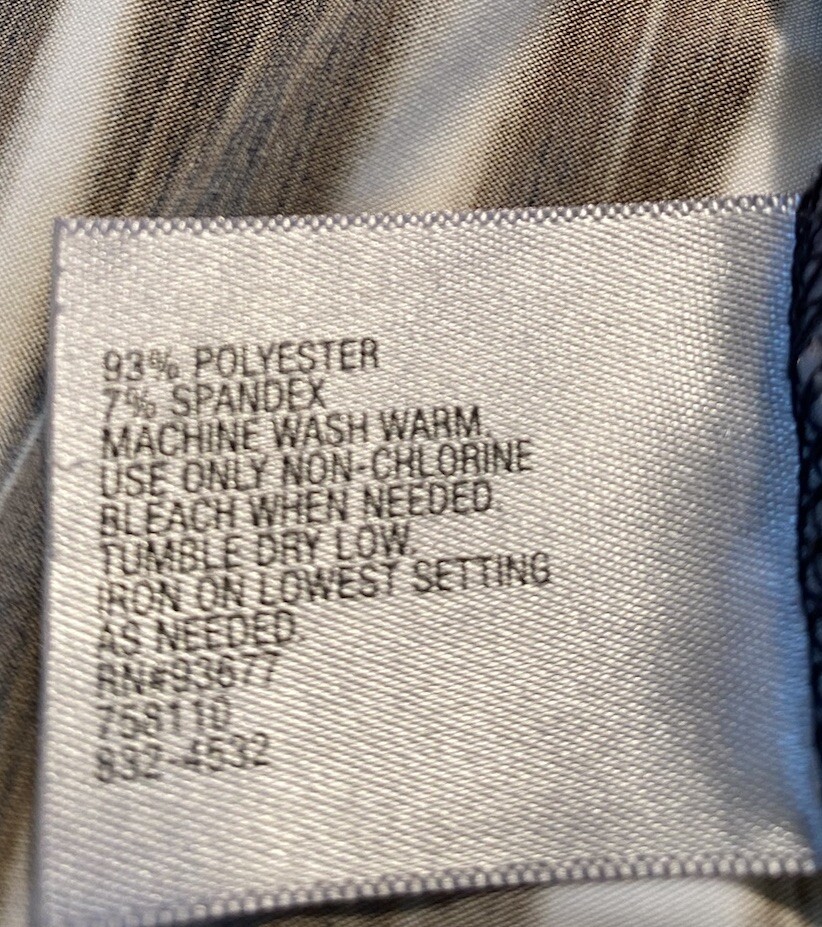 93% POLYESTER
7% SPANDEX
MACHINE WASH WARM.
USE ONLY NON-CHLORINE
BLEACH WHEN NEEDED.
TUMBLE DRY LOW.
IRON ON LOWEST SETTING
AS NEEDED.
RN#93677
758110
832-4532